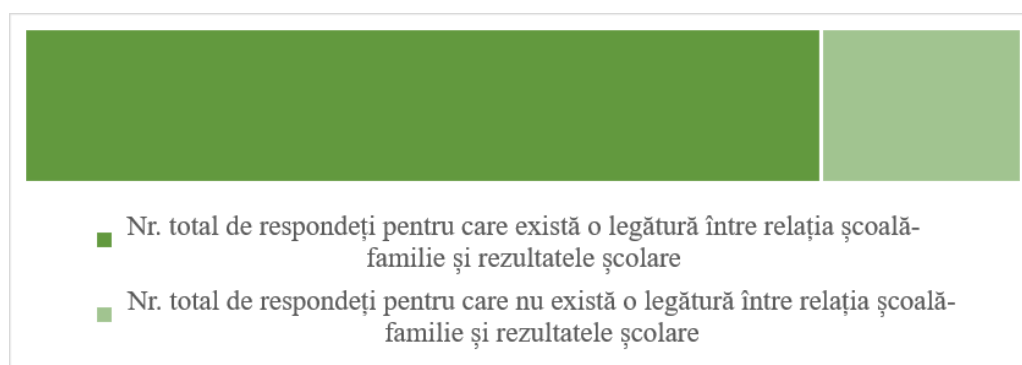 Nr. total de respondeți pentru care există o legătură între relația școală-
familie și rezultatele școlare
Nr. total de respondeți pentru care nu există o legătură între relația școală-
familie și rezultatele școlare